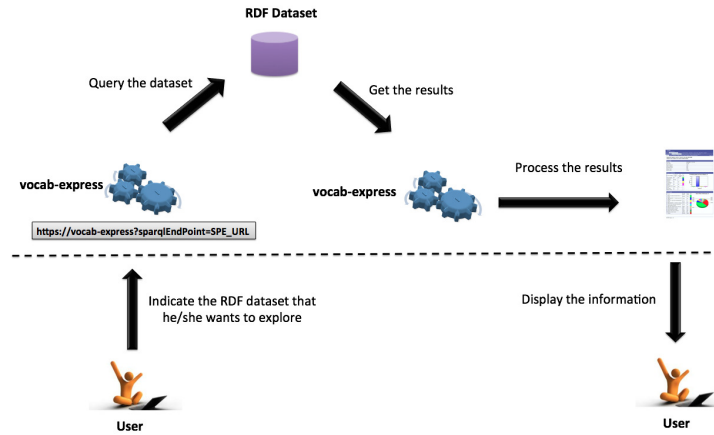 RDF Dataset
Query the dataset
Get the results
vocab-express
vocab-express
Process the results
https://vocab-express?sparqlEndPoint=SPE_URL
Indicate the RDF dataset that
he/she wants to explore
Display the information
User
User